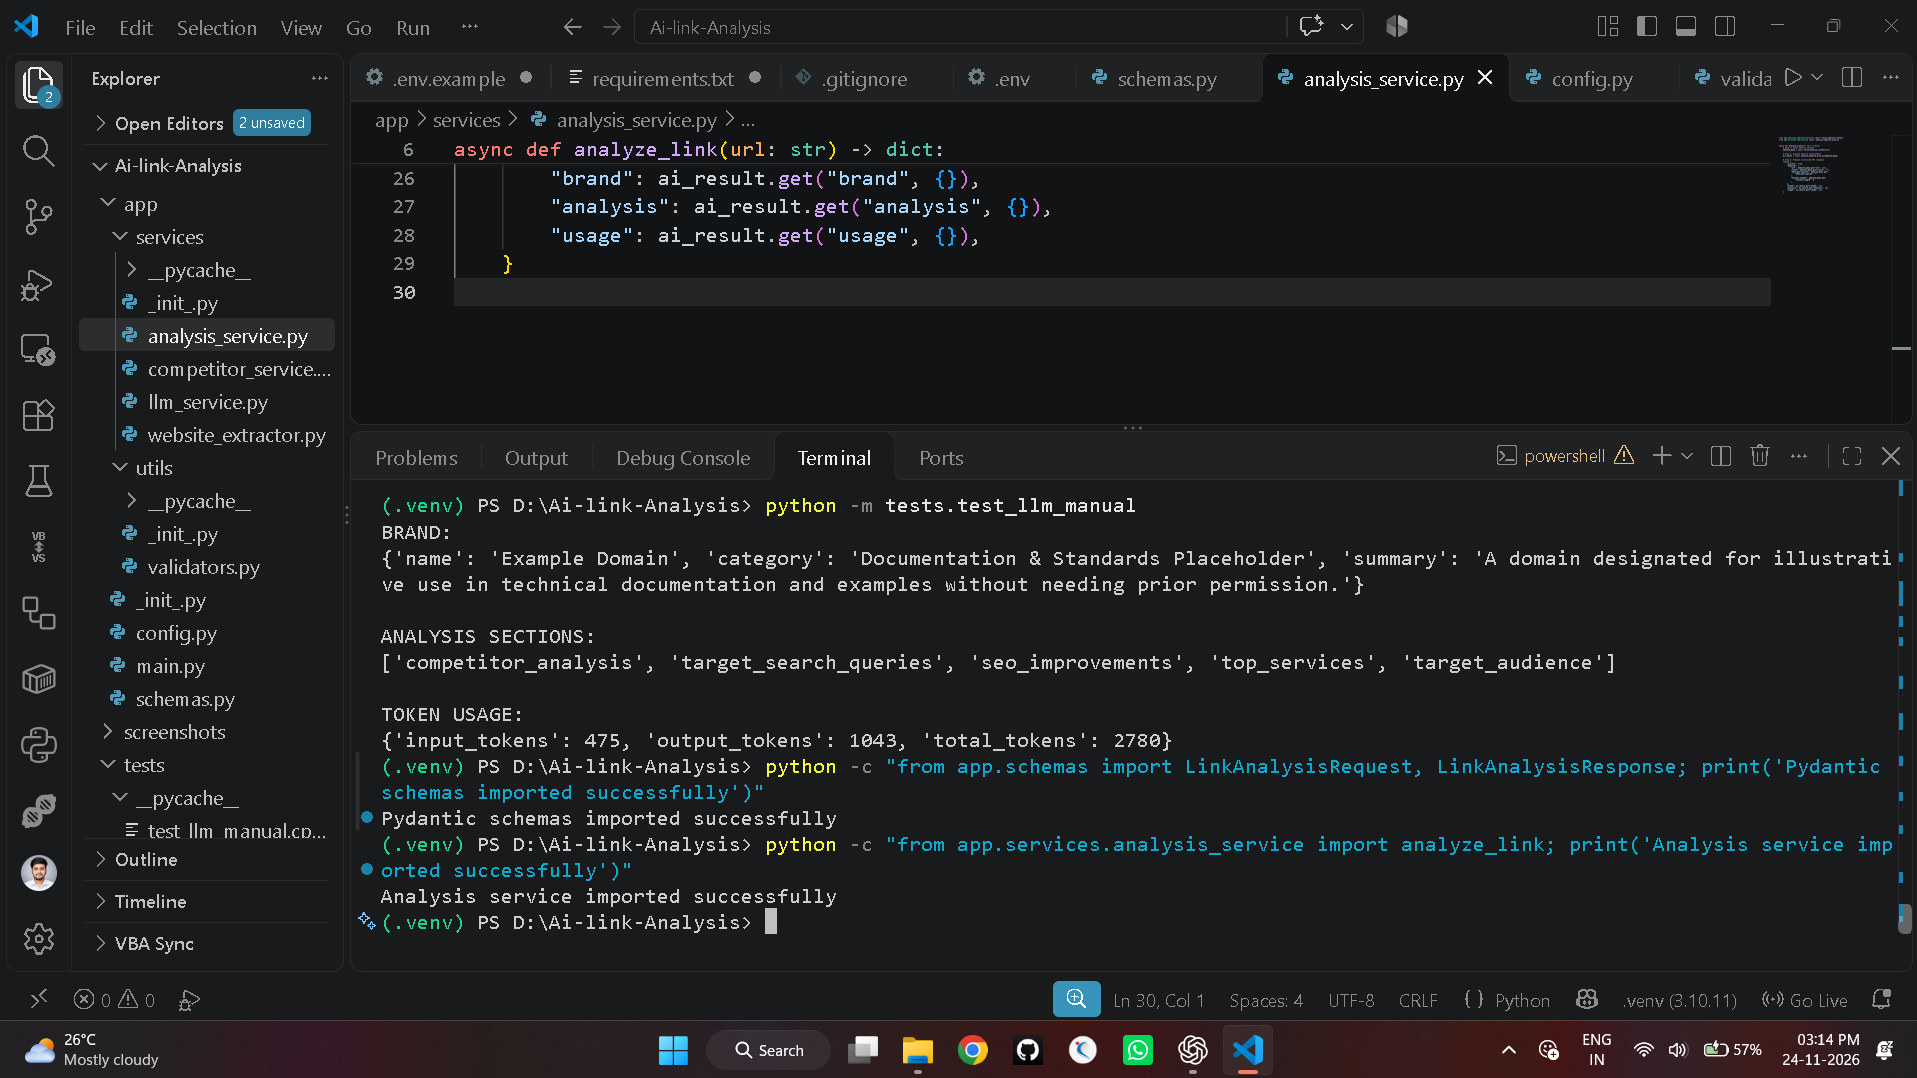 File Edit Selection View Go Run ···
Ai-link-Analysis
Explorer ···
Open Editors 2 unsaved
Ai-link-Analysis
app
services
__pycache__
_init_.py
analysis_service.py
competitor_service....
llm_service.py
website_extractor.py
utils
__pycache__
_init_.py
validators.py
_init_.py
config.py
main.py
schemas.py
screenshots
tests
__pycache__
test_llm_manual.cp...
Outline
Timeline
VBA Sync
2
VB
VS
.env.example requirements.txt .gitignore .env schemas.py analysis_service.py config.py valida
app > services > analysis_service.py > ...
6 async def analyze_link(url: str) -> dict:
26 "brand": ai_result.get("brand", {}),
27 "analysis": ai_result.get("analysis", {}),
28 "usage": ai_result.get("usage", {}),
29 }
30
Problems Output Debug Console Terminal Ports powershell
(.venv) PS D:\Ai-link-Analysis> python -m tests.test_llm_manual
BRAND:
{'name': 'Example Domain', 'category': 'Documentation & Standards Placeholder', 'summary': 'A domain designated for illustrati
ve use in technical documentation and examples without needing prior permission.'}
ANALYSIS SECTIONS:
['competitor_analysis', 'target_search_queries', 'seo_improvements', 'top_services', 'target_audience']
TOKEN USAGE:
{'input_tokens': 475, 'output_tokens': 1043, 'total_tokens': 2780}
(.venv) PS D:\Ai-link-Analysis> python -c "from app.schemas import LinkAnalysisRequest, LinkAnalysisResponse; print('Pydantic
schemas imported successfully')"
Pydantic schemas imported successfully
(.venv) PS D:\Ai-link-Analysis> python -c "from app.services.analysis_service import analyze_link; print('Analysis service imp
orted successfully')"
Analysis service imported successfully
(.venv) PS D:\Ai-link-Analysis>
0 0 Ln 30, Col 1 Spaces: 4 UTF-8 CRLF { } Python .venv (3.10.11) Go Live
26°C
Mostly cloudy
Search
ENG
IN
57%
03:14 PM
24-11-2026